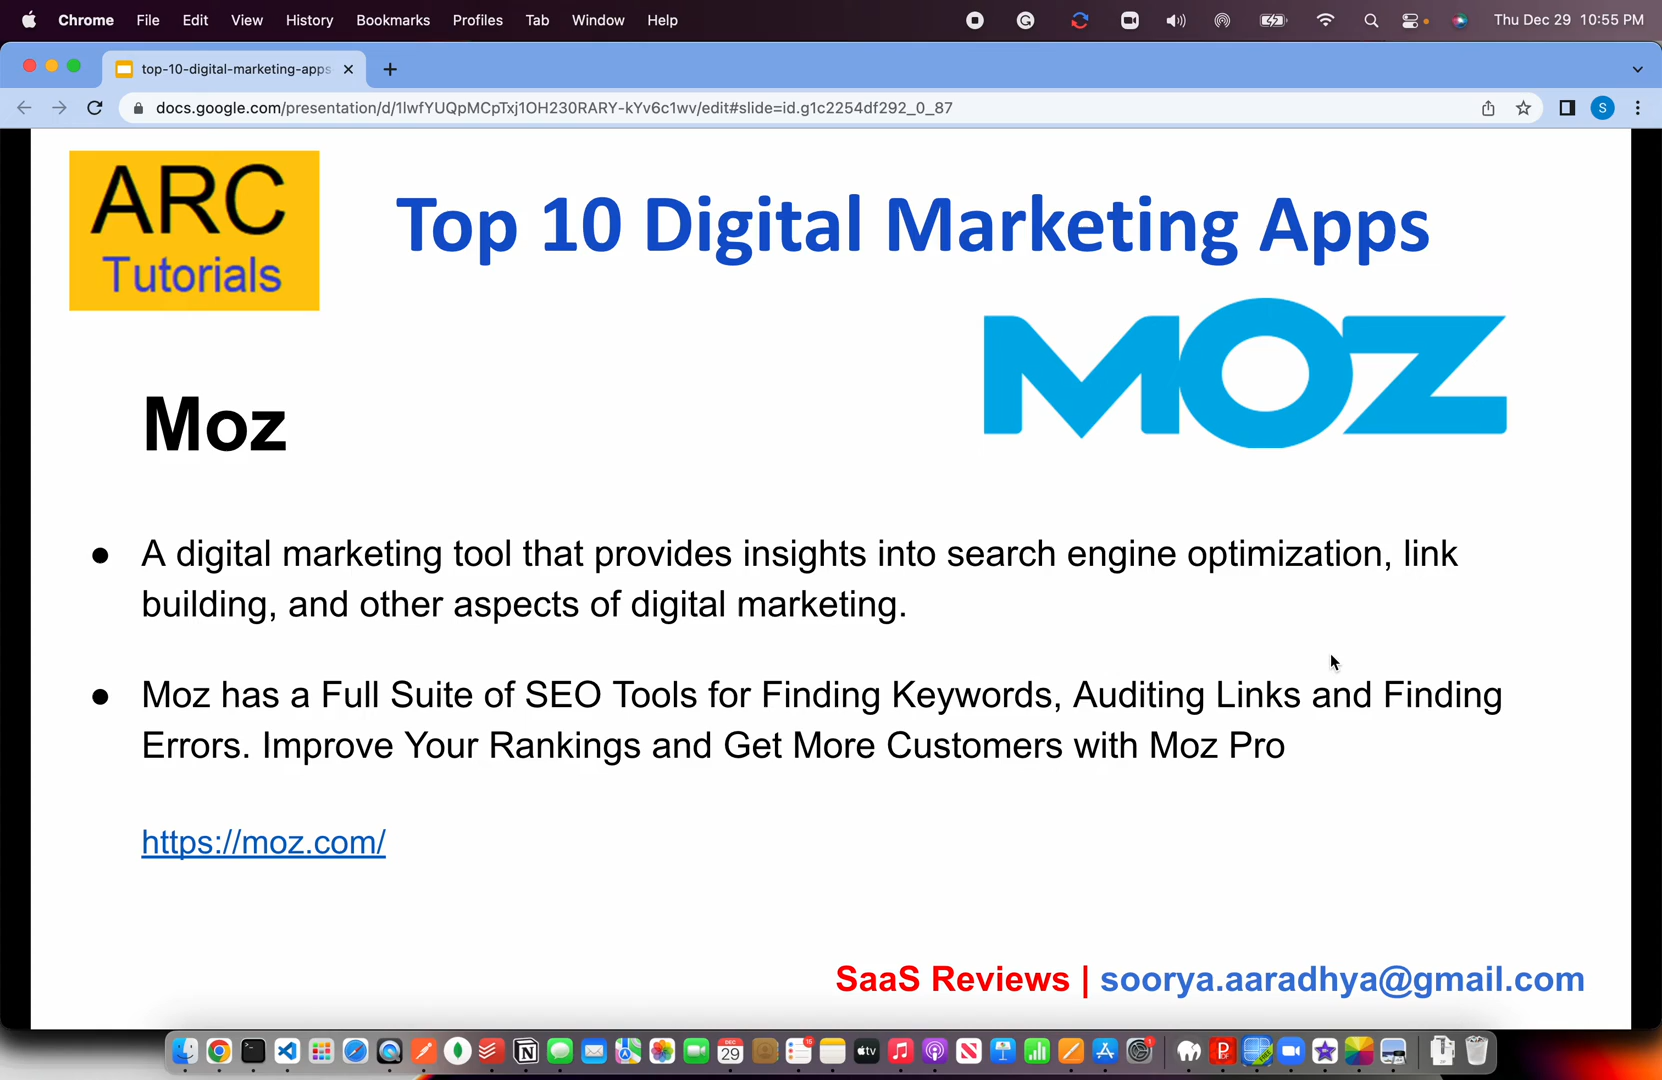 Chrome File Edit View History Bookmarks Profiles Tab Window Help Thu Dec 29 10:55 PM
top-10-digital-marketing-apps
docs.google.com/presentation/d/1lwfYUQpMCpTxj1OH230RARY-kYv6c1wv/edit#slide=id.g1c2254df292_0_87 S
ARC
Tutorials
Top 10 Digital Marketing Apps
MOZ
Moz
● A digital marketing tool that provides insights into search engine optimization, link
building, and other aspects of digital marketing.
● Moz has a Full Suite of SEO Tools for Finding Keywords, Auditing Links and Finding
Errors. Improve Your Rankings and Get More Customers with Moz Pro
https://moz.com/
SaaS Reviews | soorya.aaradhya@gmail.com
DEC
29
tv